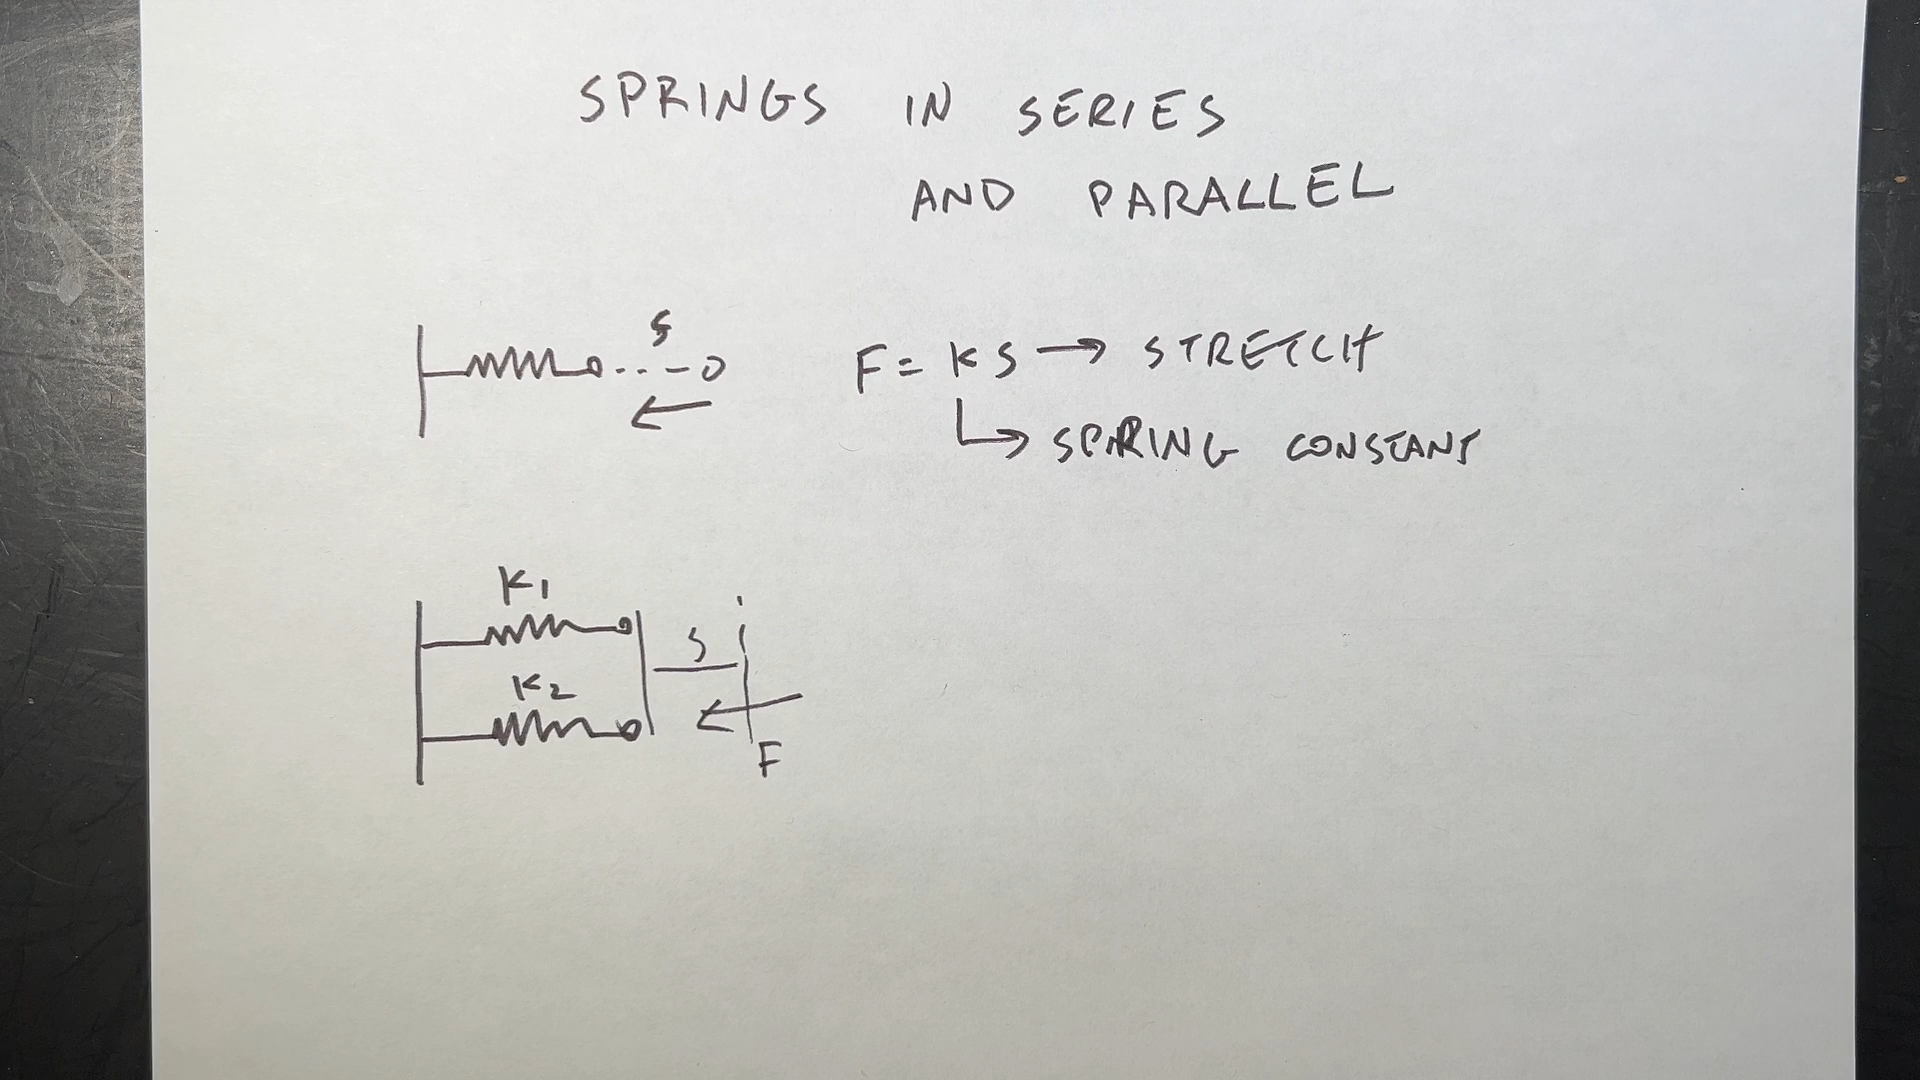 SPRINGS IN SERIES
AND PARALLEL
S
F = KS → STRETCH
↳ SPRING CONSTANT
K1
S
K2
F